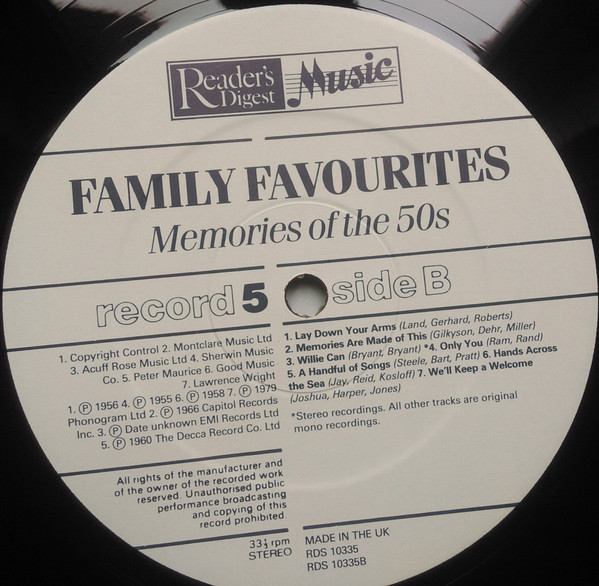 Reader's Digest Music
FAMILY FAVOURITES
Memories of the 50s
record 5 side B
1. Copyright Control 2. Montclare Music Ltd
3. Acuff Rose Music Ltd 4. Sherwin Music
Co. 5. Peter Maurice 6. Good Music
7. Lawrence Wright
1. Ⓟ 1956 4. Ⓟ 1955 6. Ⓟ 1958 7. Ⓟ 1979
Phonogram Ltd 2. Ⓟ 1966 Capitol Records
Inc. 3. Ⓟ Date unknown EMI Records Ltd
5. Ⓟ 1960 The Decca Record Co. Ltd
1. Lay Down Your Arms (Land, Gerhard, Roberts)
2. Memories Are Made of This (Gilkyson, Dehr, Miller)
3. Willie Can (Bryant, Bryant) *4. Only You (Ram, Rand)
5. A Handful of Songs (Steele, Bart, Pratt) 6. Hands Across
the Sea (Jay, Reid, Kosloff) 7. We'll Keep a Welcome
(Joshua, Harper, Jones)
*Stereo recordings. All other tracks are original
mono recordings.
All rights of the manufacturer and
of the owner of the recorded work
reserved. Unauthorised public
performance broadcasting
and copying of this
record prohibited.
33⅓ rpm
STEREO
MADE IN THE UK
RDS 10335
RDS 10335B